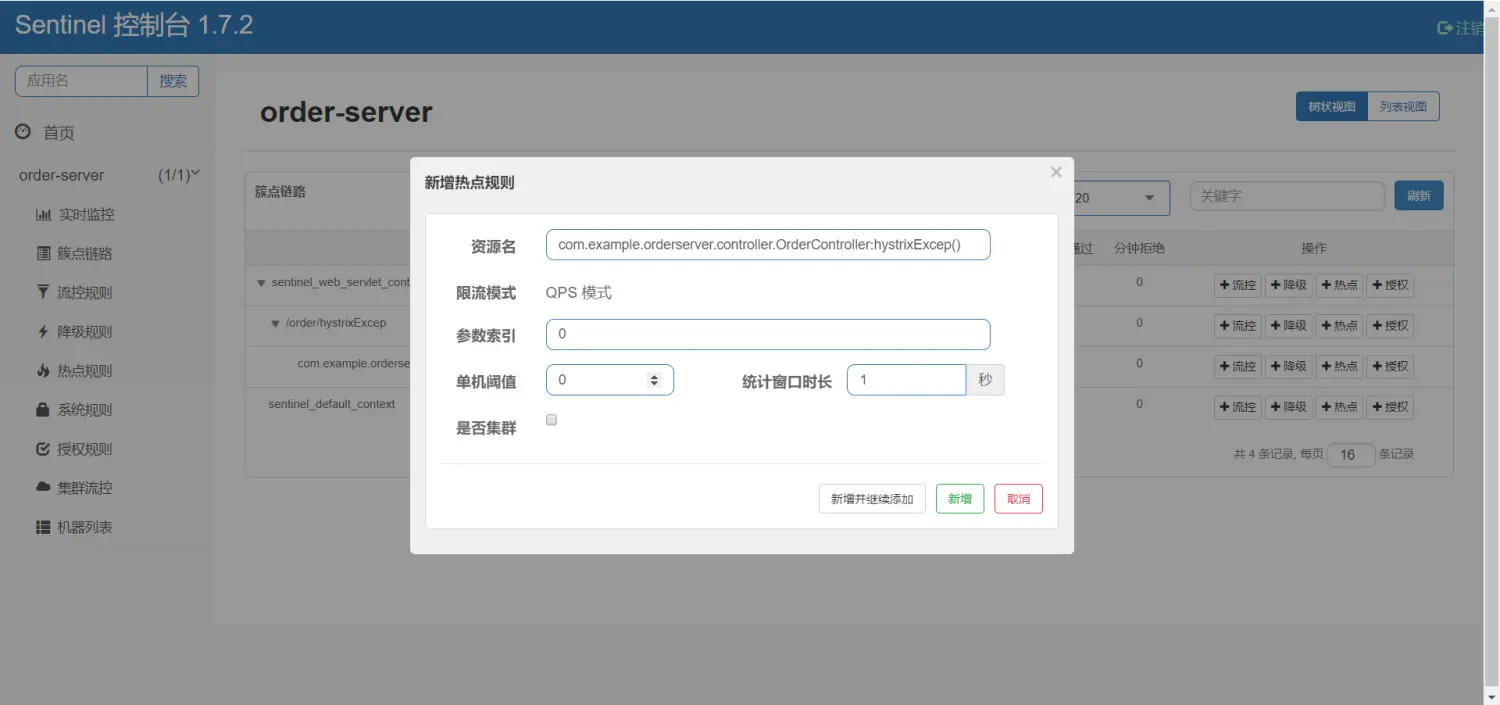 Sentinel 控制台 1.7.2
注销
应用名 搜索
首页
order-server (1/1)
实时监控
簇点链路
流控规则
降级规则
热点规则
系统规则
授权规则
集群流控
机器列表
order-server
树状视图 列表视图
簇点链路
20 关键字 刷新
通过 分钟拒绝 操作
sentinel_web_servlet_cont 0 流控 降级 热点 授权
/order/hystrixExcep 0 流控 降级 热点 授权
com.example.orderse 0 流控 降级 热点 授权
sentinel_default_context 0 流控 降级 热点 授权
共 4 条记录, 每页 16 条记录
新增热点规则 ×
资源名 com.example.orderserver.controller.OrderController:hystrixExcep()
限流模式 QPS 模式
参数索引 0
单机阈值 0 统计窗口时长 1 秒
是否集群
新增并继续添加 新增 取消